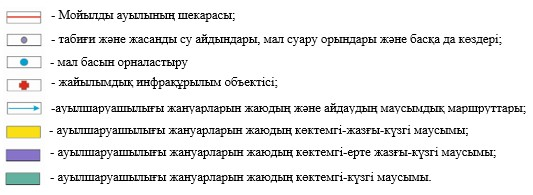 - Мойылды ауылының шекарасы;
- табиғи және жасанды су айдындары, мал суару орындары және басқа да көздері;
- мал басын орналастыру
- жайылымдық инфрақұрылым объектісі;
-ауылшаруашылығы жануарларын жаюдың және айдаудың маусымдық маршруттары;
- ауылшаруашылығы жануарларын жаюдың көктемгі-жазғы-күзгі маусымы;
- ауылшаруашылығы жануарларын жаюдың көктемгі-ерте жазғы-күзгі маусымы;
- ауылшаруашылығы жануарларын жаюдың көктемгі-күзгі маусымы.